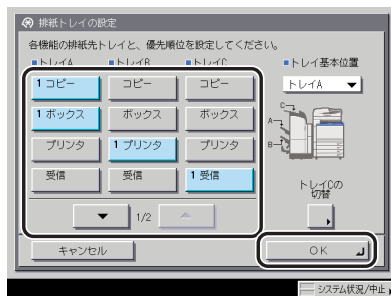 排紙トレイの設定
各機能の排紙先トレイと、優先順位を設定してください。
■トレイA ■トレイB ■トレイC ■トレイ基本位置
1 コピー コピー コピー トレイA ▼
1 ボックス ボックス ボックス
C
A
B
プリンタ 1 プリンタ プリンタ
受信 受信 1 受信
トレイCの
切替
▼ 1/2 ▲
キャンセル OK
システム状況/中止